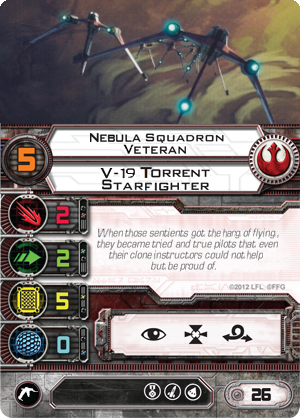 Nebula Squadron
Veteran
5
V-19 Torrent
Starfighter
2
When those sentients got the hang of flying,
they became tried and true pilots that even
their clone instructors could not help
but be proud of.
2
5
©2012 LFL ©FFG
0
26